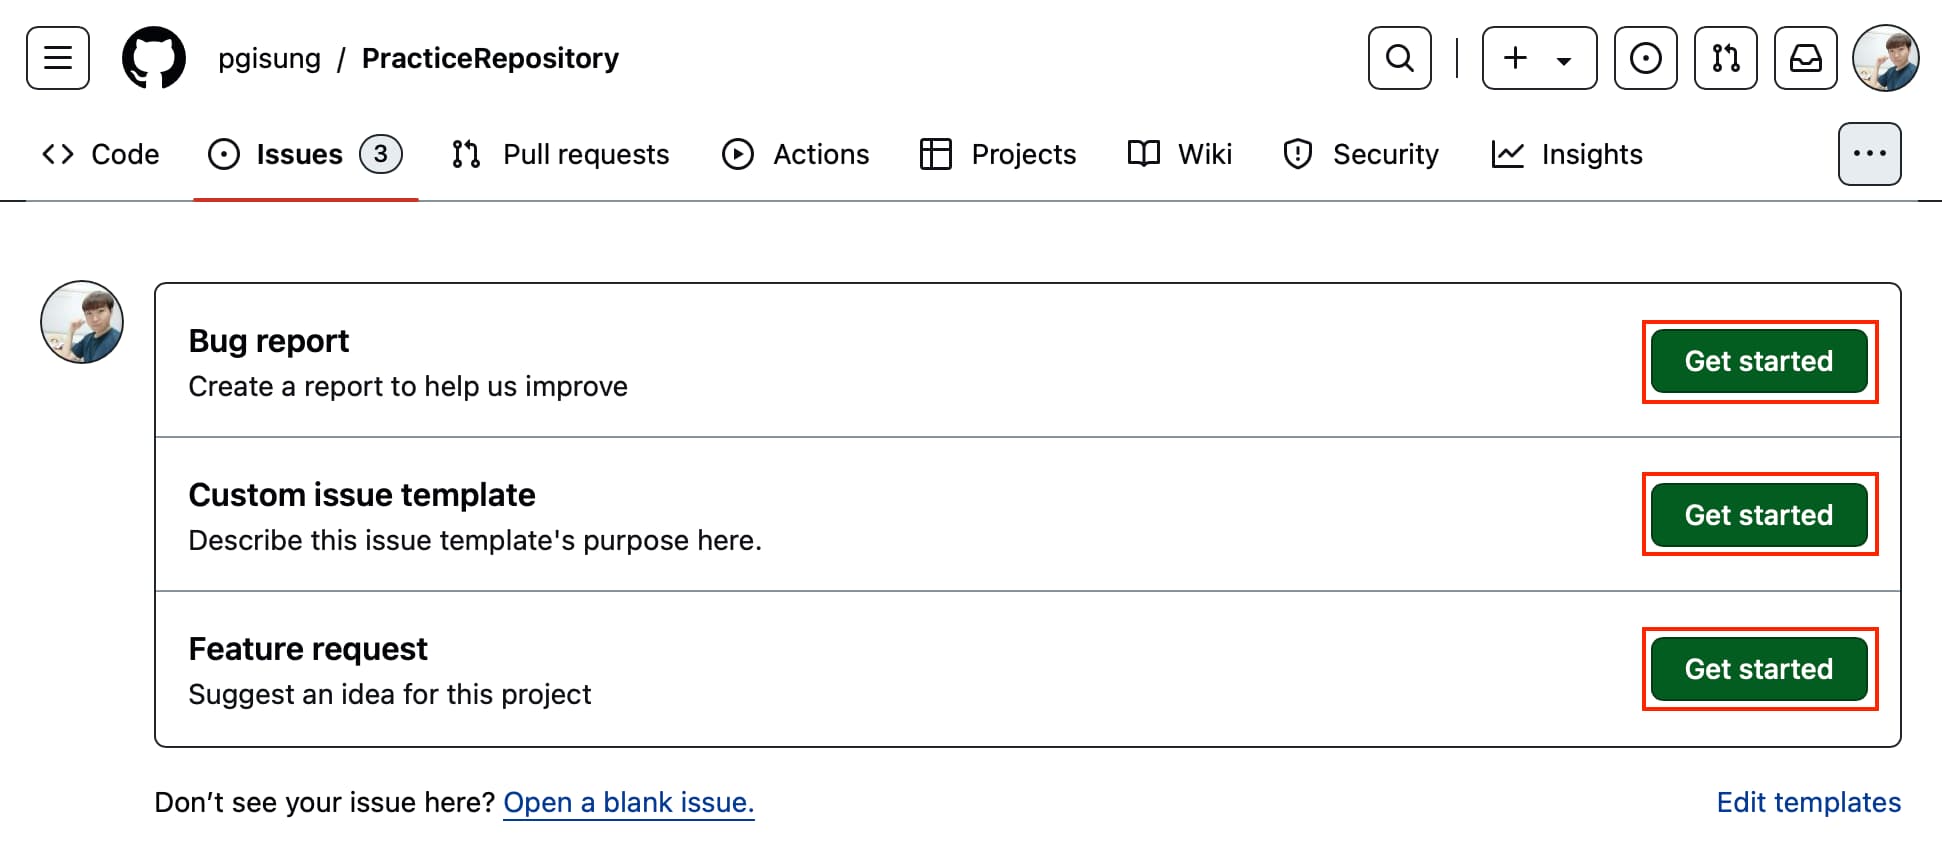 pgisung / PracticeRepository
Code Issues 3 Pull requests Actions Projects Wiki Security Insights
Bug report
Create a report to help us improve
Get started
Custom issue template
Describe this issue template's purpose here.
Get started
Feature request
Suggest an idea for this project
Get started
Don’t see your issue here? Open a blank issue.
Edit templates